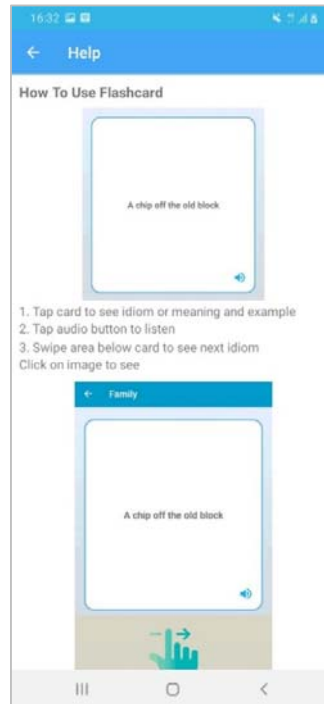 16:32
Help
How To Use Flashcard
A chip off the old block
1. Tap card to see idiom or meaning and example
2. Tap audio button to listen
3. Swipe area below card to see next idiom
Click on image to see
Family
A chip off the old block